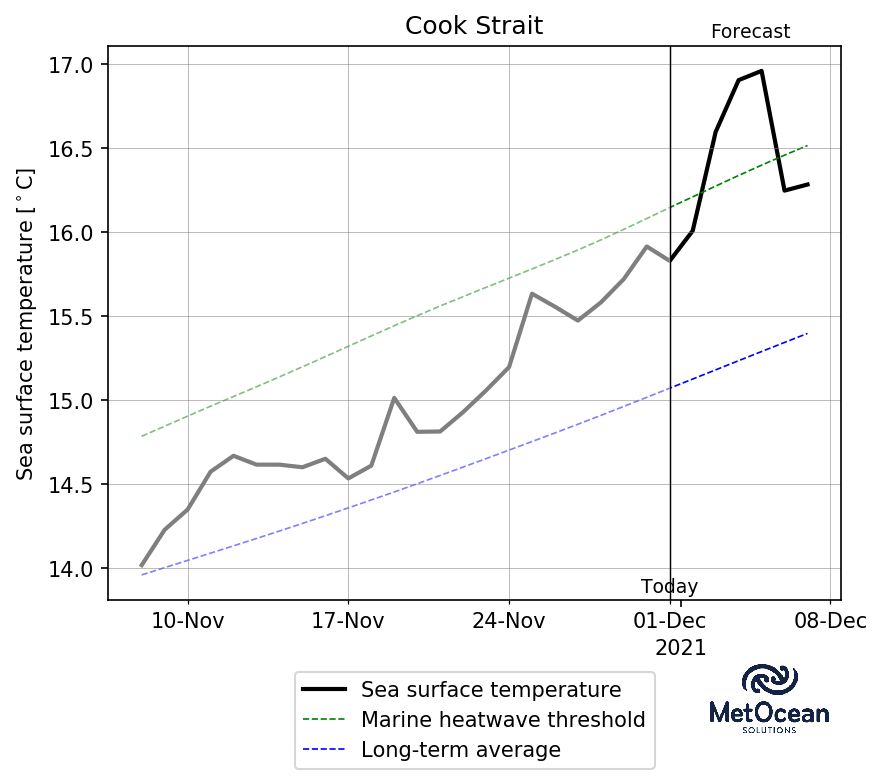 Cook Strait
Forecast
17.0
16.5
16.0
15.5
15.0
14.5
14.0
Sea surface temperature [°C]
Today
10-Nov 17-Nov 24-Nov 01-Dec 08-Dec
2021
Sea surface temperature
Marine heatwave threshold
Long-term average
MetOcean
SOLUTIONS